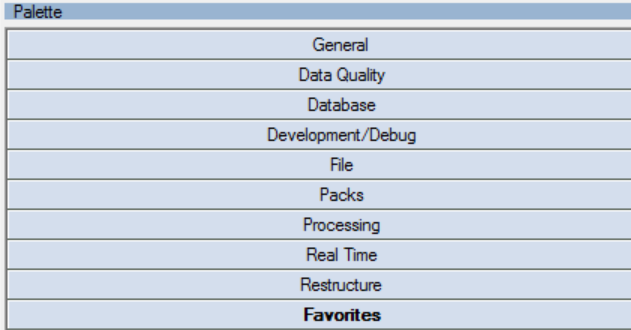 Palette
General
Data Quality
Database
Development/Debug
File
Packs
Processing
Real Time
Restructure
Favorites